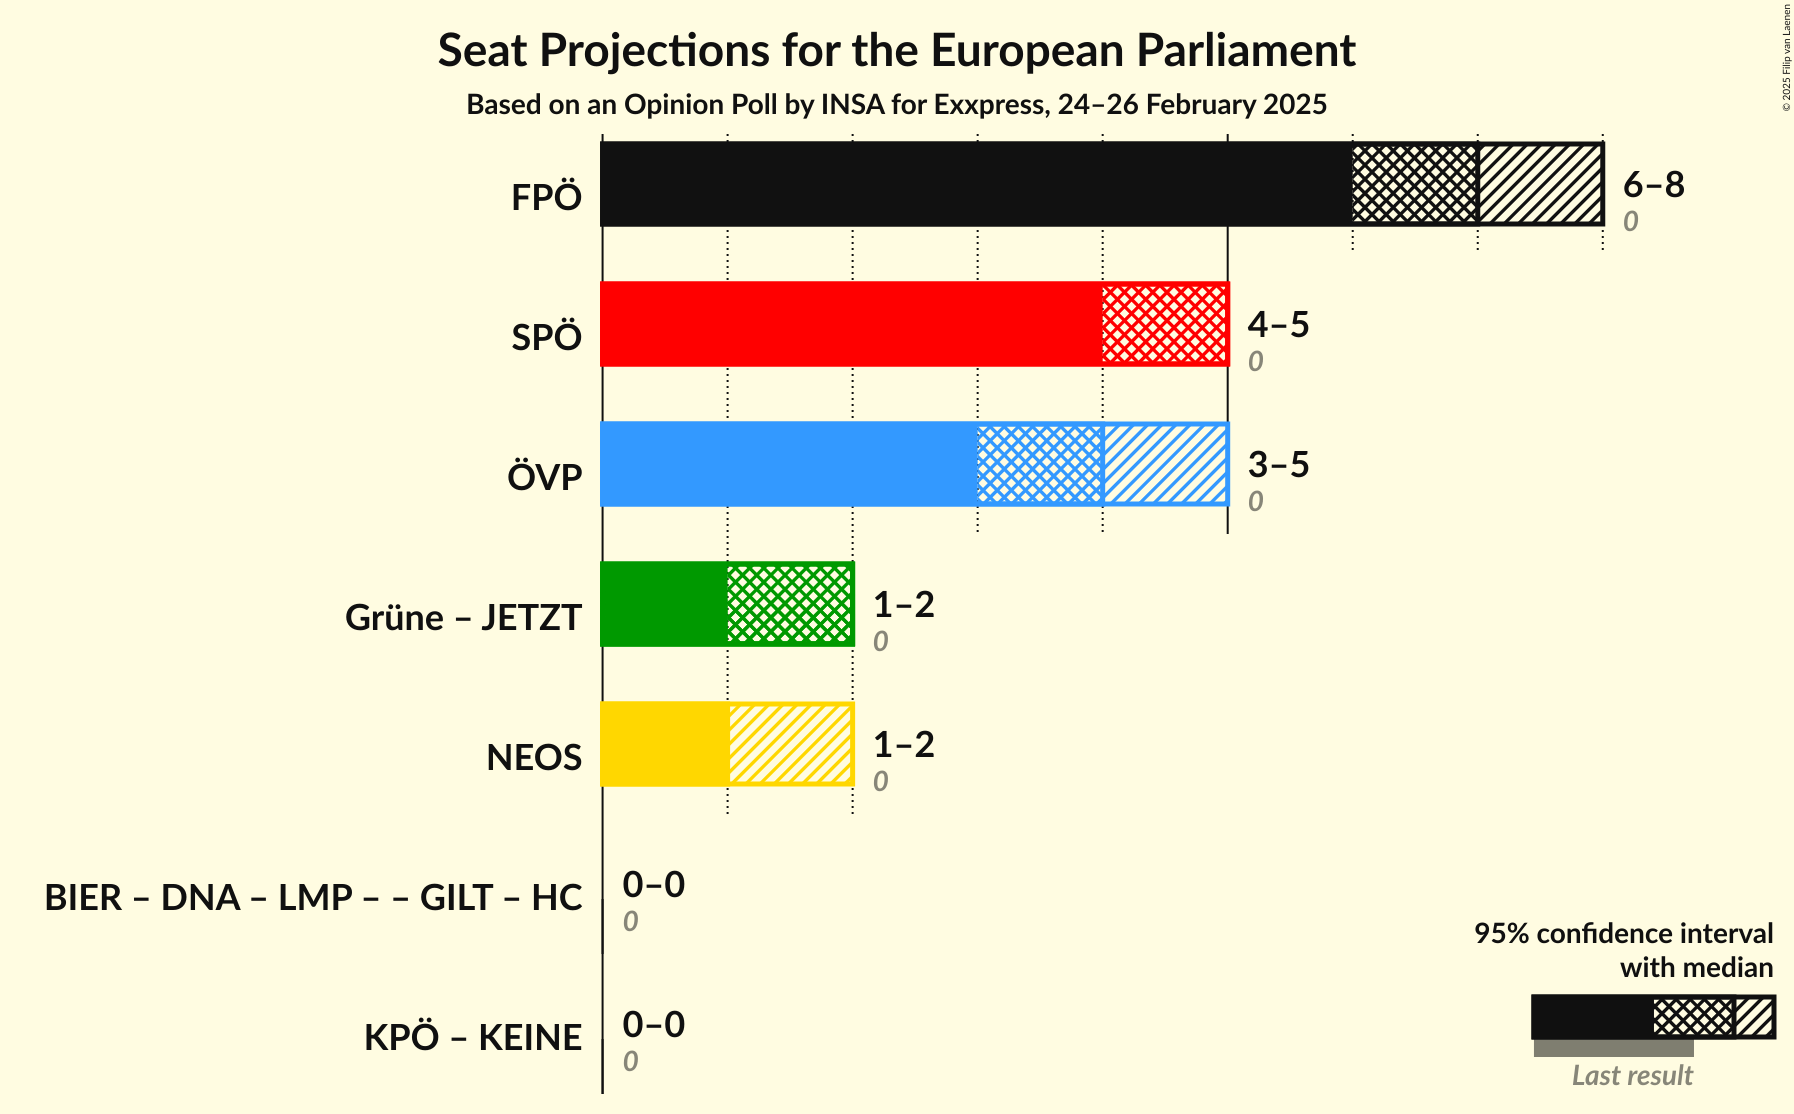 Seat Projections for the European Parliament
Based on an Opinion Poll by INSA for Exxpress, 24–26 February 2025
© 2025 Filip van Laenen
FPÖ
6–8
0
SPÖ
4–5
0
ÖVP
3–5
0
Grüne – JETZT
1–2
0
NEOS
1–2
0
BIER – DNA – LMP – – GILT – HC
0–0
0
KPÖ – KEINE
0–0
0
95% confidence interval
with median
Last result